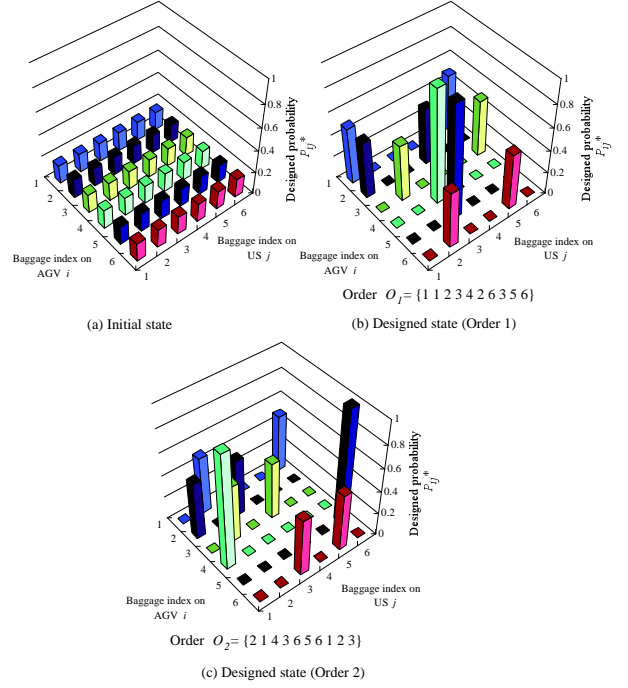 1
0.8
0.6
0.4
0.2
0
Designed probability
P ij *
1
2
3
4
5
6
1
2
3
4
5
6
Baggage index on
AGV i
Baggage index on
US j
(a) Initial state
1
0.8
0.6
0.4
0.2
0
Designed probability
P ij *
1
2
3
4
5
6
1
2
3
4
5
6
Baggage index on
AGV i
Baggage index on
US j
Order O1= {1 1 2 3 4 2 6 3 5 6}
(b) Designed state (Order 1)
1
0.8
0.6
0.4
0.2
0
Designed probability
P ij *
1
2
3
4
5
6
1
2
3
4
5
6
Baggage index on
AGV i
Baggage index on
US j
Order O2= {2 1 4 3 6 5 6 1 2 3}
(c) Designed state (Order 2)